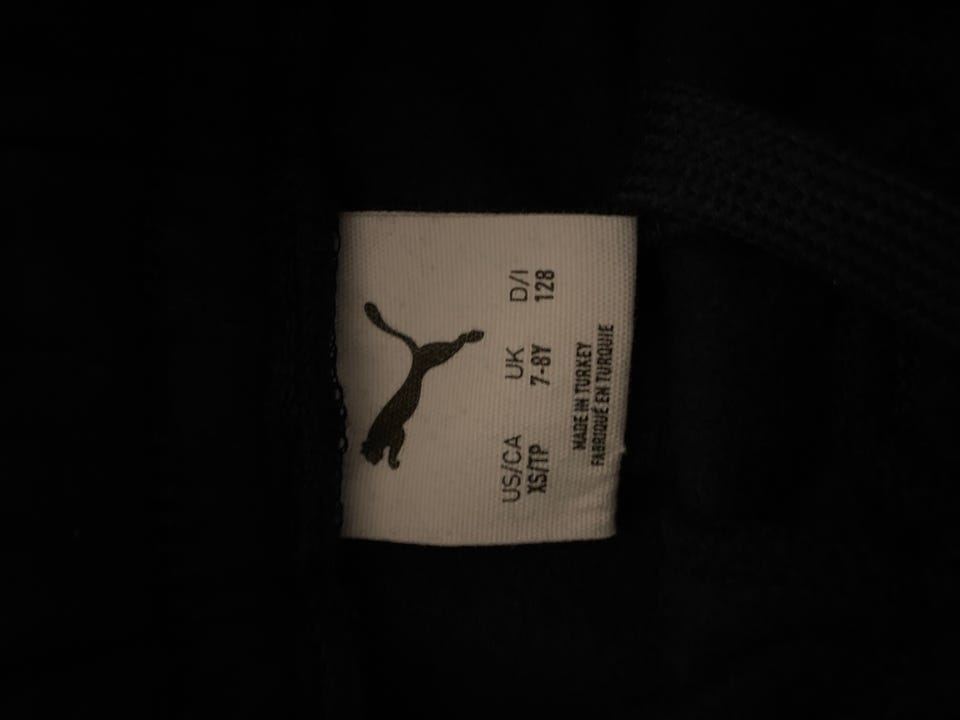 US/CA UK D/I
XS/TP 7-8Y 128
MADE IN TURKEY
FABRIQUÉ EN TURQUIE